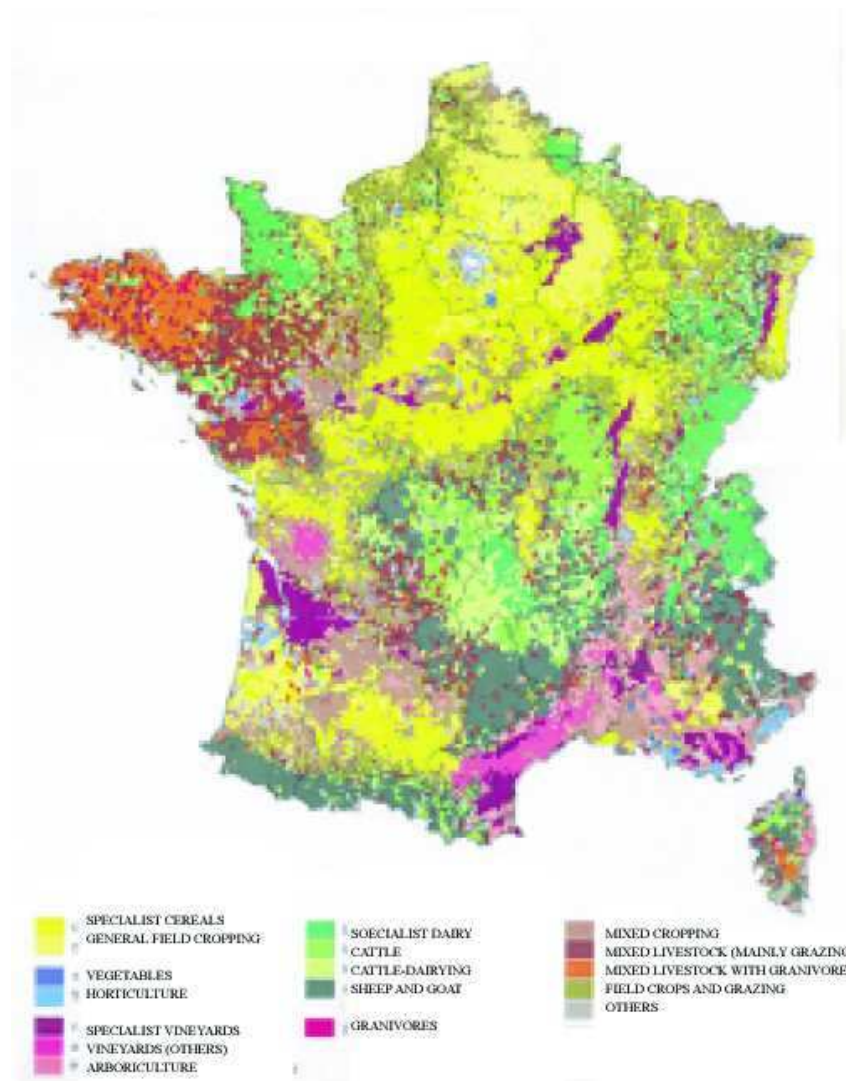 SPECIALIST CEREALS
GENERAL FIELD CROPPING
VEGETABLES
HORTICULTURE
SPECIALIST VINEYARDS
VINEYARDS (OTHERS)
ARBORICULTURE
SOECIALIST DAIRY
CATTLE
CATTLE-DAIRYING
SHEEP AND GOAT
GRANIVORES
MIXED CROPPING
MIXED LIVESTOCK (MAINLY GRAZING
MIXED LIVESTOCK WITH GRANIVORE
FIELD CROPS AND GRAZING
OTHERS